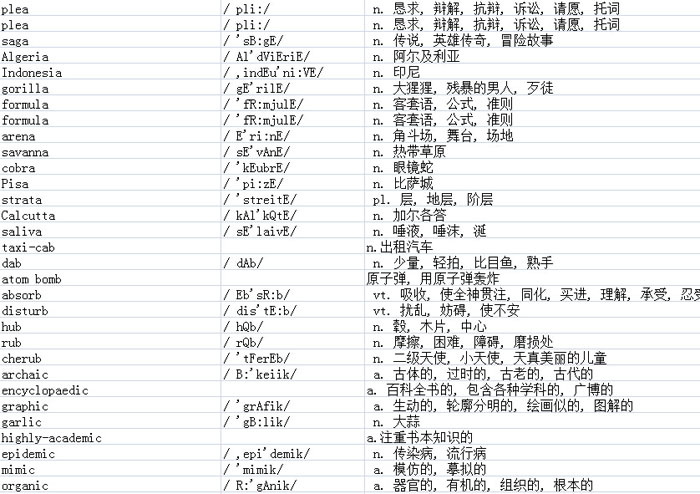 plea / pli:/ n. 恳求, 辩解, 抗辩, 诉讼, 请愿, 托词
plea / pli:/ n. 恳求, 辩解, 抗辩, 诉讼, 请愿, 托词
saga / 'sB:gE/ n. 传说, 英雄传奇, 冒险故事
Algeria / Al'dViEriE/ n. 阿尔及利亚
Indonesia / ,indEu'ni:VE/ n. 印尼
gorilla / gE'rilE/ n. 大猩猩, 残暴的男人, 歹徒
formula / 'fR:mjulE/ n. 客套语, 公式, 准则
formula / 'fR:mjulE/ n. 客套语, 公式, 准则
arena / E'ri:nE/ n. 角斗场, 舞台, 场地
savanna / sE'vAnE/ n. 热带草原
cobra / 'kEubrE/ n. 眼镜蛇
Pisa / 'pi:zE/ n. 比萨城
strata / 'streitE/ pl. 层, 地层, 阶层
Calcutta / kAl'kQtE/ n. 加尔各答
saliva / sE'laivE/ n. 唾液, 唾沫, 涎
taxi-cab n.出租汽车
dab / dAb/ n. 少量, 轻拍, 比目鱼, 熟手
atom bomb 原子弹, 用原子弹轰炸
absorb / Eb'sR:b/ vt. 吸收, 使全神贯注, 同化, 买进, 理解, 承受, 忍受
disturb / dis'tE:b/ vt. 扰乱, 妨碍, 使不安
hub / hQb/ n. 毂, 木片, 中心
rub / rQb/ n. 摩擦, 困难, 障碍, 磨损处
cherub / 'tFerEb/ n. 二级天使, 小天使, 天真美丽的儿童
archaic / B:'keiik/ a. 古体的, 过时的, 古老的, 古代的
encyclopaedic a. 百科全书的, 包含各种学科的, 广博的
graphic / 'grAfik/ a. 生动的, 轮廓分明的, 绘画似的, 图解的
garlic / 'gB:lik/ n. 大蒜
highly-academic a.注重书本知识的
epidemic / ,epi'demik/ n. 传染病, 流行病
mimic / 'mimik/ a. 模仿的, 摹拟的
organic / R:'gAnik/ a. 器官的, 有机的, 组织的, 根本的